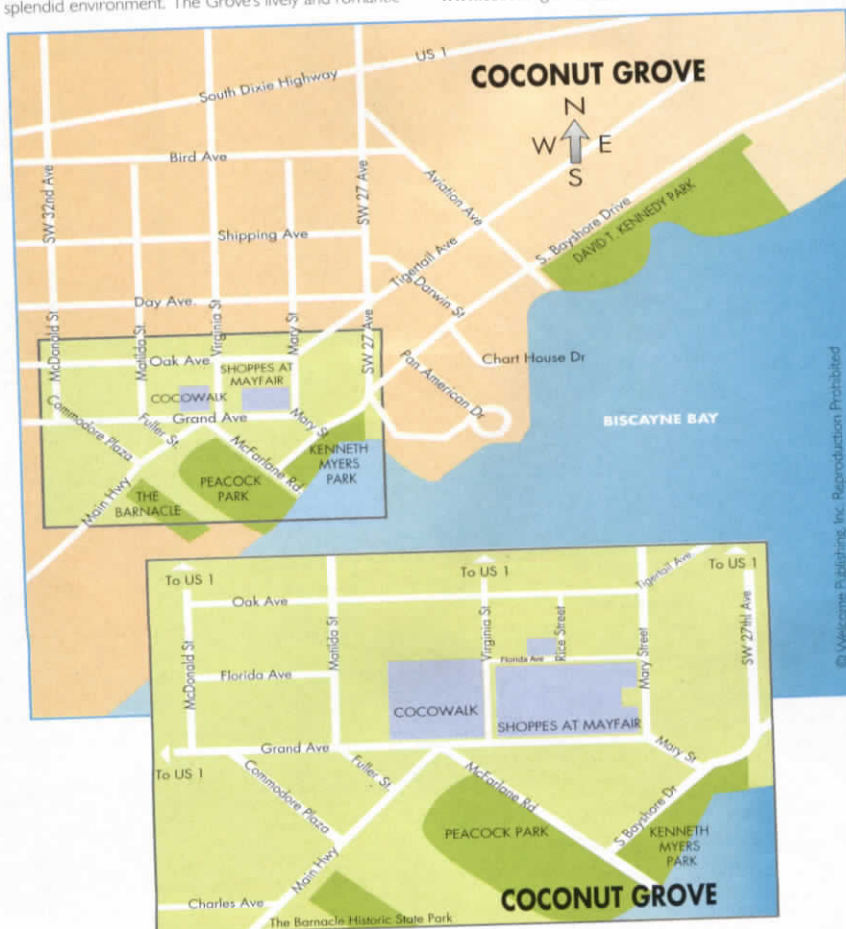 splendid environment. The Grove's lively and romance
COCONUT GROVE
N
W E
S
US 1
South Dixie Highway
Bird Ave
SW 32nd Ave
SW 27 Ave
Aviation Ave
Shipping Ave
Tigertail Ave
S. Bayshore Drive
DAVID T. KENNEDY PARK
Day Ave.
Darwin St
McDonald St
Matilda St.
Virginia St
Mary St
SW 27 Ave
Oak Ave
SHOPPES AT
MAYFAIR
COCOWALK
Chart House Dr
Pan American Dr
Commodore Plaza
Fuller St.
Grand Ave
Mary St
McFarlane Rd.
KENNETH
MYERS
PARK
PEACOCK
PARK
Main Hwy
THE
BARNACLE
BISCAYNE BAY
© Welcome Publishing Inc. Reproduction Prohibited
To US 1
To US 1
To US 1
Tigertail Ave
Oak Ave
McDonald St
Matilda St
Virginia St
Rice Street
Mary Street
SW 27thl Ave
Florida Ave
Florida Ave
COCOWALK
SHOPPES AT MAYFAIR
Grand Ave
To US 1
Mary St
Commodore Plaza
Fuller St.
McFarlane Rd
S Bayshore Dr
PEACOCK PARK
KENNETH
MYERS
PARK
Main Hwy
Charles Ave
COCONUT GROVE
The Barnacle Historic State Park